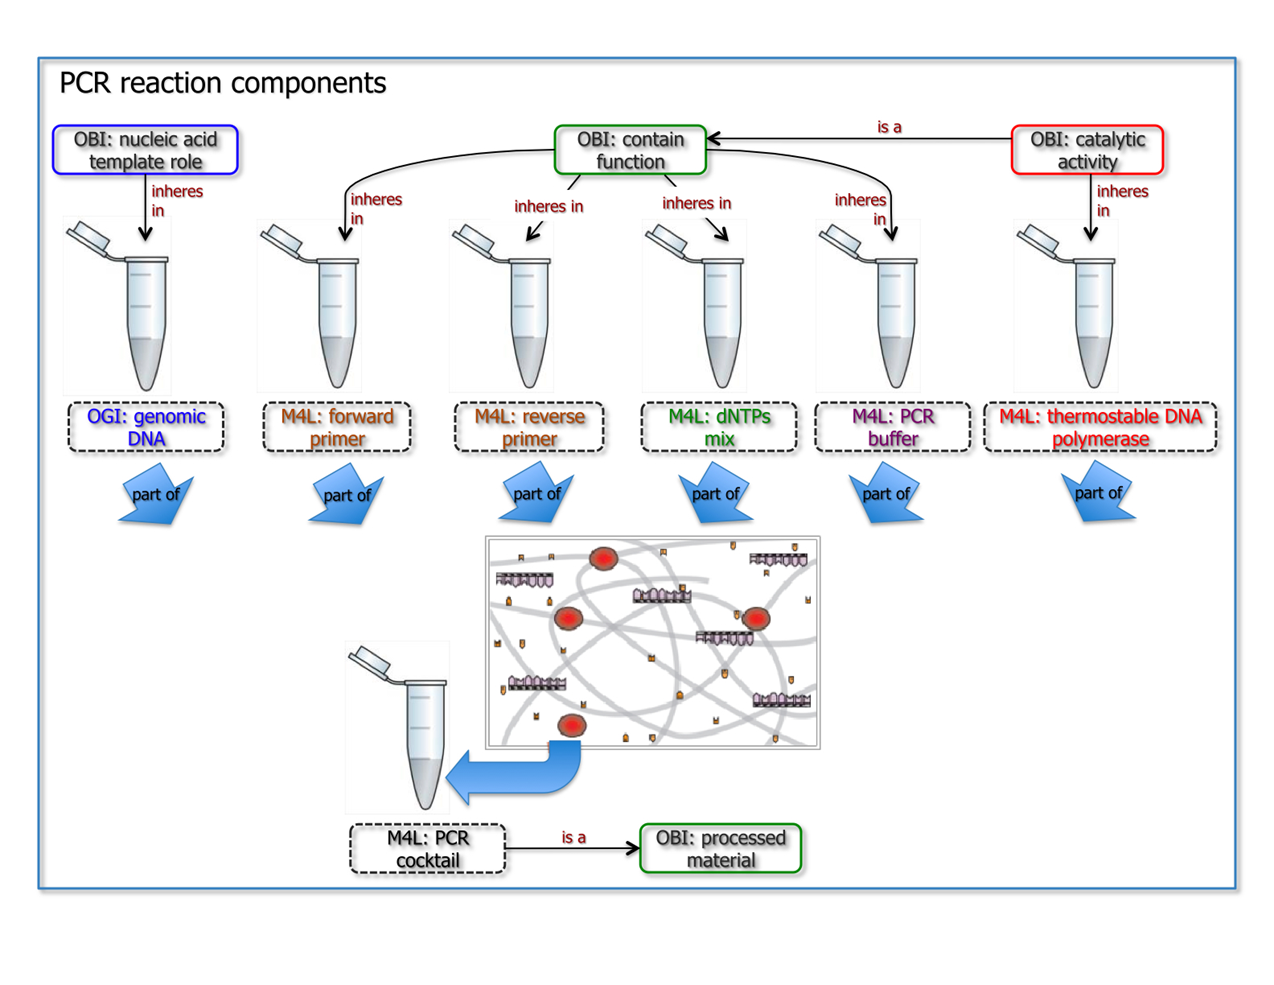 PCR reaction components
OBI: nucleic acid
template role
OBI: contain
function
is a
OBI: catalytic
activity
inheres
in
inheres
in
inheres in
inheres in
inheres
in
inheres
in
OGI: genomic
DNA
M4L: forward
primer
M4L: reverse
primer
M4L: dNTPs
mix
M4L: PCR
buffer
M4L: thermostable DNA
polymerase
part of
part of
part of
part of
part of
part of
M4L: PCR
cocktail
is a
OBI: processed
material